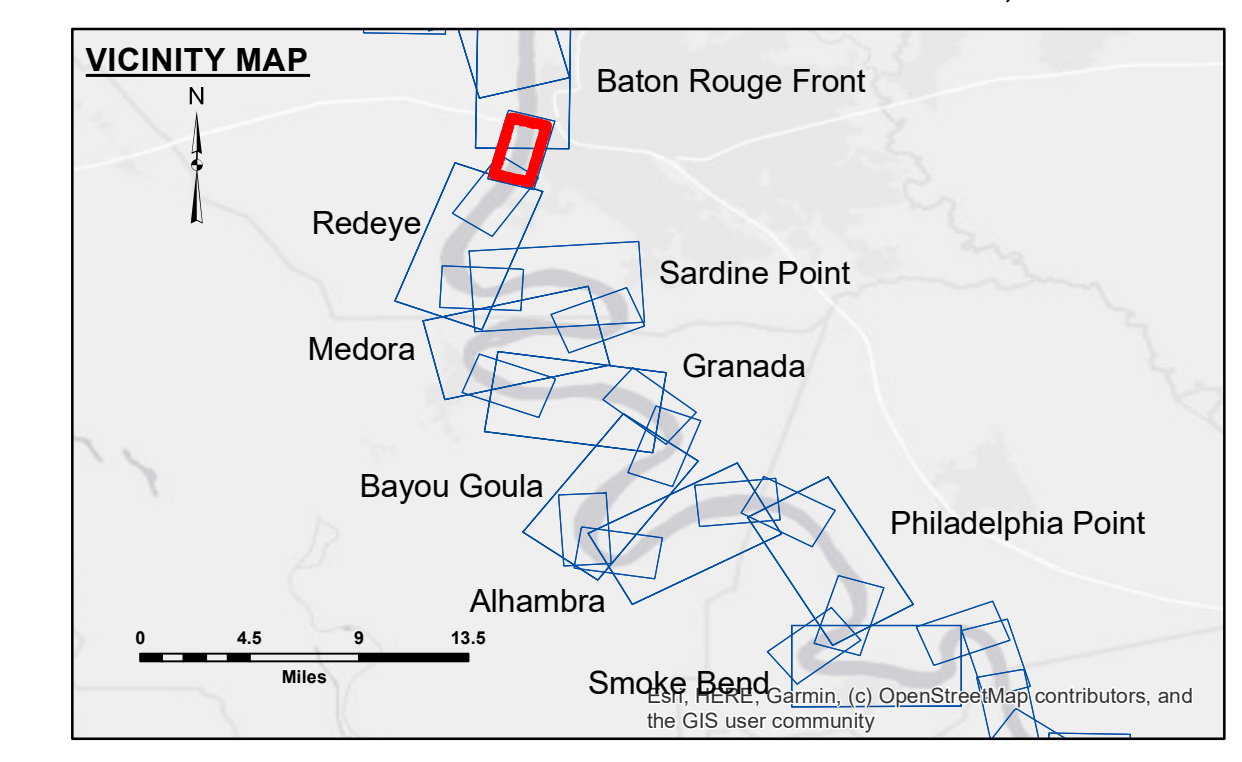 VICINITY MAP
N
Baton Rouge Front
Redeye
Sardine Point
Medora
Granada
Bayou Goula
Philadelphia Point
Alhambra
0 4.5 9 13.5
Miles
Smoke Bend
Esri, HERE, Garmin, (c) OpenStreetMap contributors, and
the GIS user community